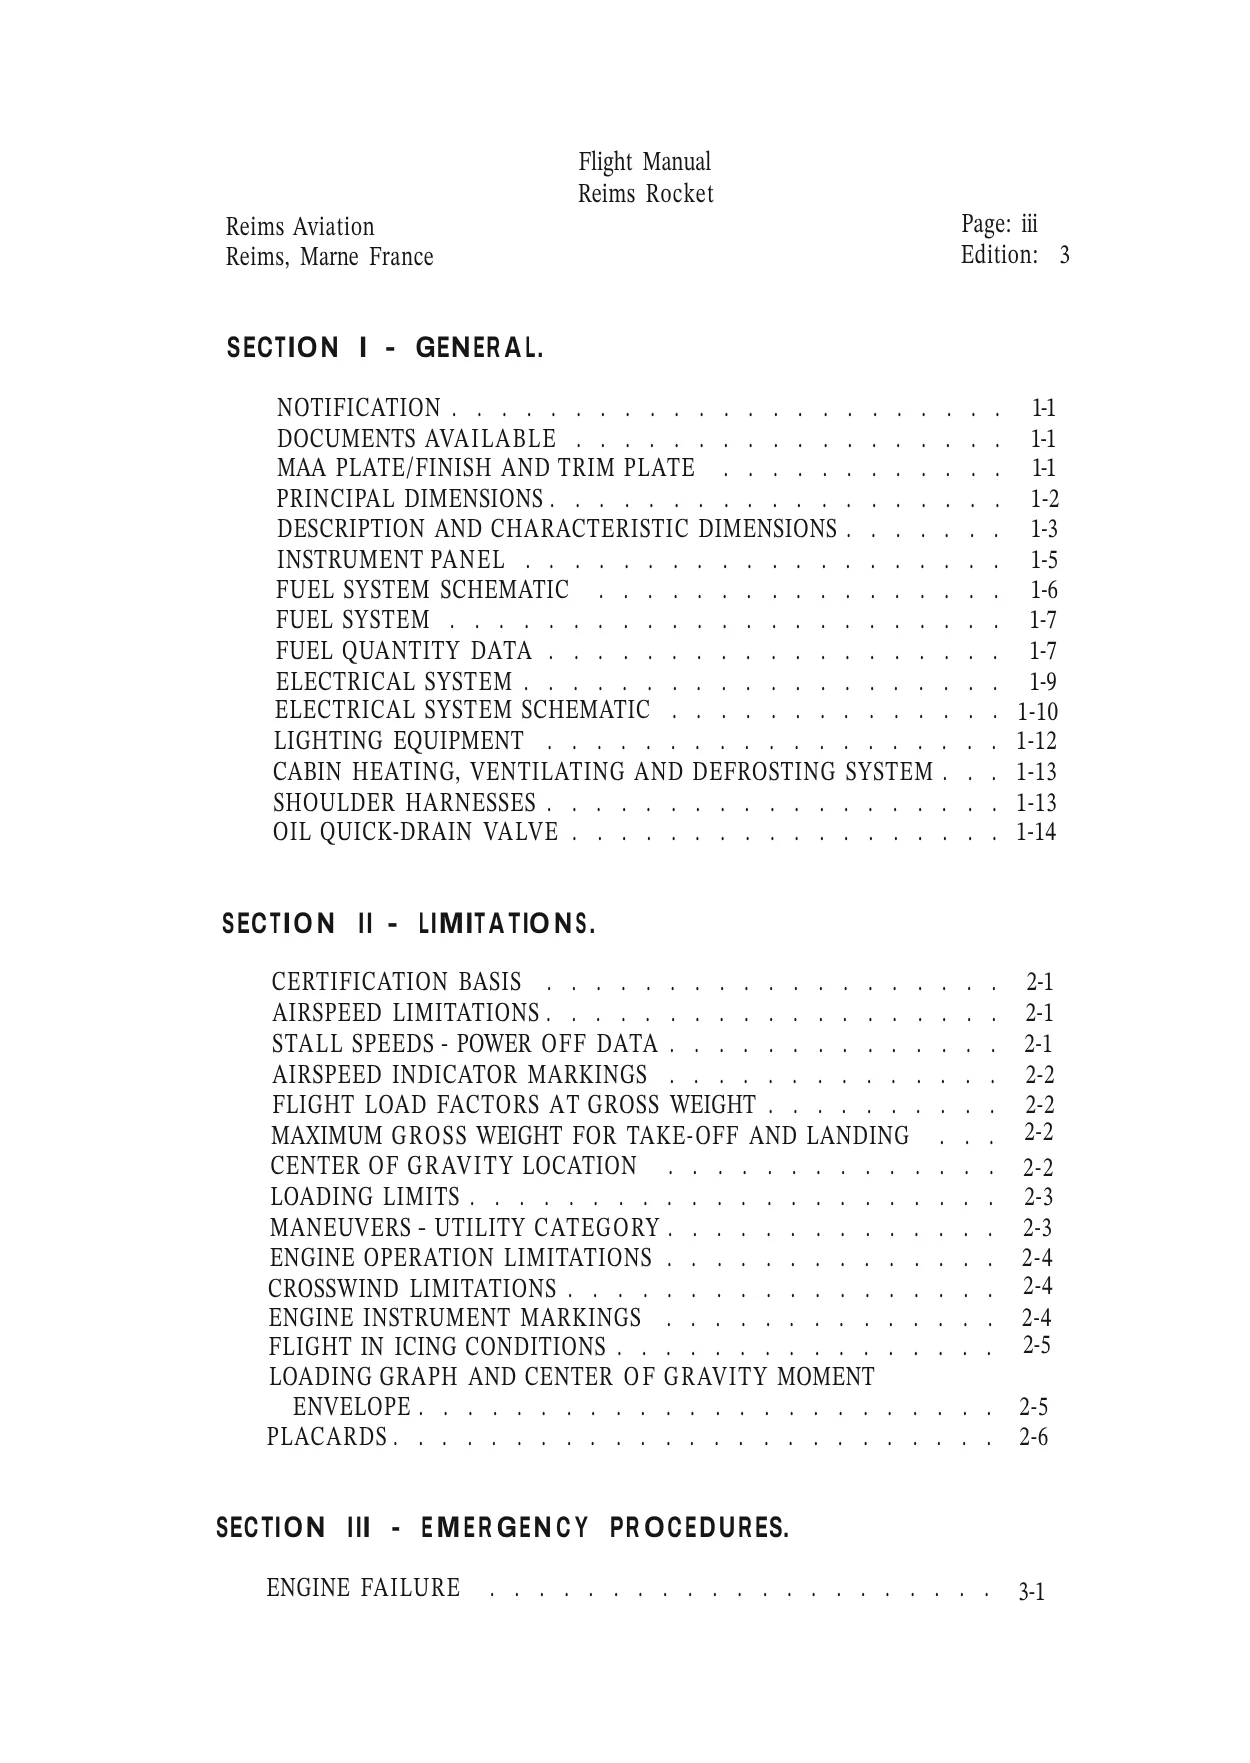 Flight Manual
Reims Rocket
Reims Aviation
Reims, Marne France
Page: iii
Edition: 3
SECTION I - GENERAL.
NOTIFICATION . . . . . . . . . . . . . . . . . . . . . . . 1-1
DOCUMENTS AVAILABLE . . . . . . . . . . . . . . . . . . 1-1
MAA PLATE/FINISH AND TRIM PLATE . . . . . . . . . . . . 1-1
PRINCIPAL DIMENSIONS . . . . . . . . . . . . . . . . . . . 1-2
DESCRIPTION AND CHARACTERISTIC DIMENSIONS . . . . . . . 1-3
INSTRUMENT PANEL . . . . . . . . . . . . . . . . . . . . 1-5
FUEL SYSTEM SCHEMATIC . . . . . . . . . . . . . . . . . 1-6
FUEL SYSTEM . . . . . . . . . . . . . . . . . . . . . . . 1-7
FUEL QUANTITY DATA . . . . . . . . . . . . . . . . . . . 1-7
ELECTRICAL SYSTEM . . . . . . . . . . . . . . . . . . . . 1-9
ELECTRICAL SYSTEM SCHEMATIC . . . . . . . . . . . . . . 1-10
LIGHTING EQUIPMENT . . . . . . . . . . . . . . . . . . . 1-12
CABIN HEATING, VENTILATING AND DEFROSTING SYSTEM . . . 1-13
SHOULDER HARNESSES . . . . . . . . . . . . . . . . . . . 1-13
OIL QUICK-DRAIN VALVE . . . . . . . . . . . . . . . . . . 1-14
SECTION II - LIMITATIONS.
CERTIFICATION BASIS . . . . . . . . . . . . . . . . . . . 2-1
AIRSPEED LIMITATIONS . . . . . . . . . . . . . . . . . . . 2-1
STALL SPEEDS - POWER OFF DATA . . . . . . . . . . . . . . 2-1
AIRSPEED INDICATOR MARKINGS . . . . . . . . . . . . . . 2-2
FLIGHT LOAD FACTORS AT GROSS WEIGHT . . . . . . . . . . 2-2
MAXIMUM GROSS WEIGHT FOR TAKE-OFF AND LANDING . . . 2-2
CENTER OF GRAVITY LOCATION . . . . . . . . . . . . . . 2-2
LOADING LIMITS . . . . . . . . . . . . . . . . . . . . . . 2-3
MANEUVERS - UTILITY CATEGORY . . . . . . . . . . . . . . 2-3
ENGINE OPERATION LIMITATIONS . . . . . . . . . . . . . . 2-4
CROSSWIND LIMITATIONS . . . . . . . . . . . . . . . . . . 2-4
ENGINE INSTRUMENT MARKINGS . . . . . . . . . . . . . . 2-4
FLIGHT IN ICING CONDITIONS . . . . . . . . . . . . . . . . 2-5
LOADING GRAPH AND CENTER OF GRAVITY MOMENT
ENVELOPE . . . . . . . . . . . . . . . . . . . . . . . . 2-5
PLACARDS . . . . . . . . . . . . . . . . . . . . . . . . . 2-6
SECTION III - EMERGENCY PROCEDURES.
ENGINE FAILURE . . . . . . . . . . . . . . . . . . . . . 3-1